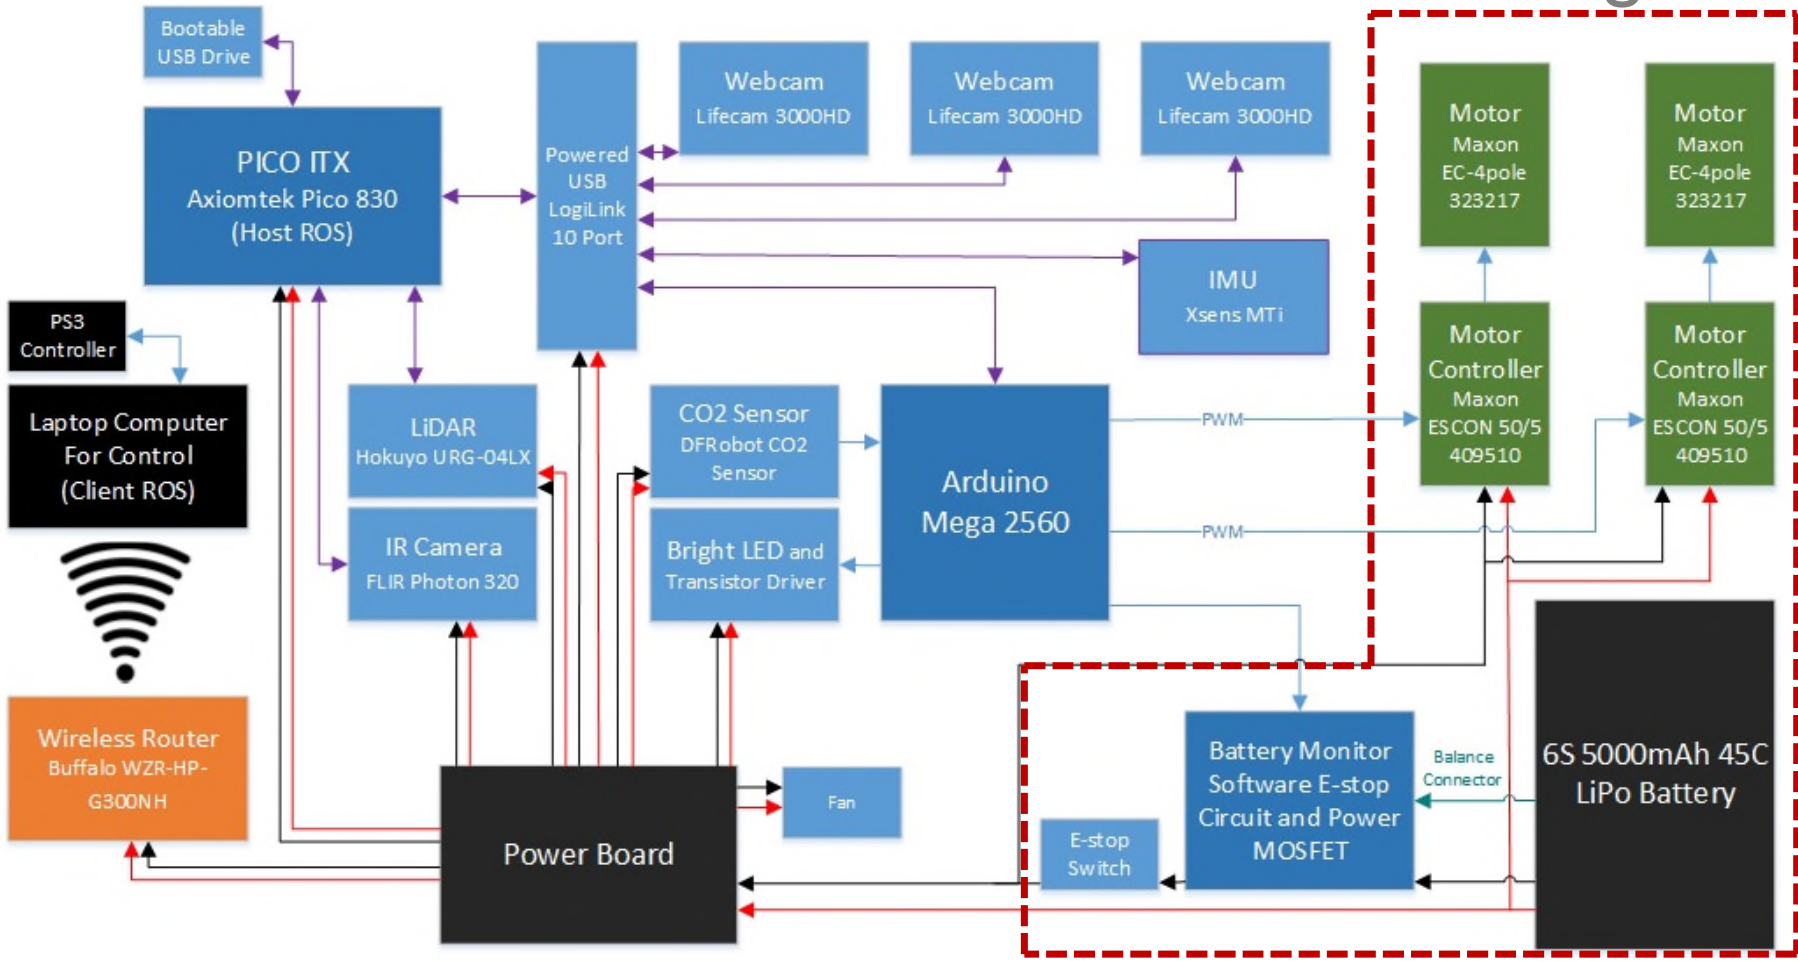 g
Bootable
USB Drive
PICO ITX
Axiomtek Pico 830
(Host ROS)
Powered
USB
LogiLink
10 Port
Webcam
Lifecam 3000HD
Webcam
Lifecam 3000HD
Webcam
Lifecam 3000HD
IMU
Xsens MTi
Motor
Maxon
EC-4pole
323217
Motor
Maxon
EC-4pole
323217
PS3
Controller
Laptop Computer
For Control
(Client ROS)
LiDAR
Hokuyo URG-04LX
IR Camera
FLIR Photon 320
CO2 Sensor
DFRobot CO2
Sensor
Bright LED and
Transistor Driver
Arduino
Mega 2560
PWM
PWM
Motor
Controller
Maxon
ESCON 50/5
409510
Motor
Controller
Maxon
ESCON 50/5
409510
Wireless Router
Buffalo WZR-HP-
G300NH
Power Board
Fan
E-stop
Switch
Battery Monitor
Software E-stop
Circuit and Power
MOSFET
Balance
Connector
6S 5000mAh 45C
LiPo Battery